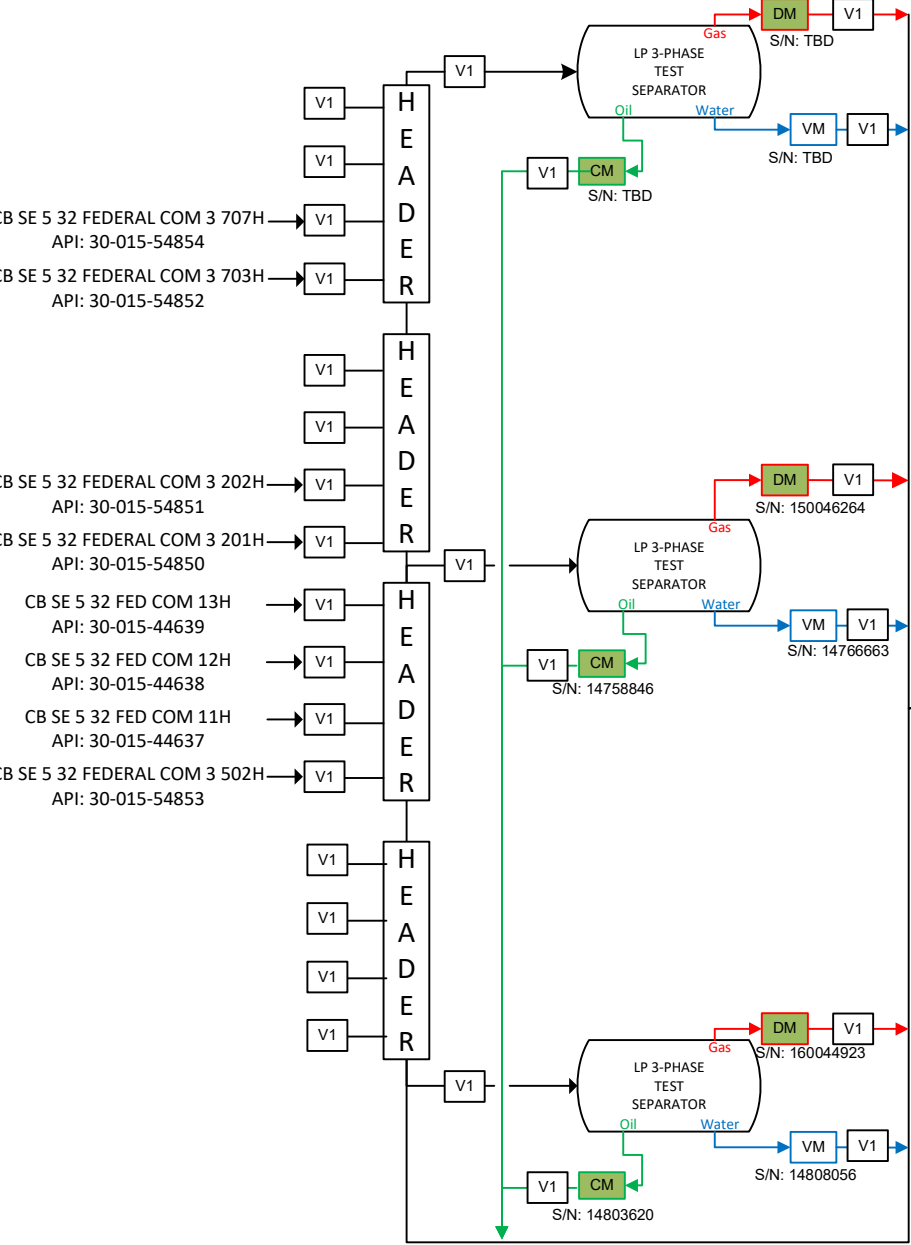 DM
V1
Gas
S/N: TBD
LP 3-PHASE
TEST
SEPARATOR
V1
Oil
Water
VM
V1
S/N: TBD
V1
CM
S/N: TBD
V1
V1
CB SE 5 32 FEDERAL COM 3 707H
API: 30-015-54854
V1
CB SE 5 32 FEDERAL COM 3 703H
API: 30-015-54852
V1
H
E
A
D
E
R
V1
V1
CB SE 5 32 FEDERAL COM 3 202H
API: 30-015-54851
V1
CB SE 5 32 FEDERAL COM 3 201H
API: 30-015-54850
V1
H
E
A
D
E
R
DM
V1
S/N: 150046264
Gas
LP 3-PHASE
TEST
SEPARATOR
V1
Oil
Water
VM
V1
S/N: 14766663
V1
CM
S/N: 14758846
CB SE 5 32 FED COM 13H
API: 30-015-44639
V1
CB SE 5 32 FED COM 12H
API: 30-015-44638
V1
CB SE 5 32 FED COM 11H
API: 30-015-44637
V1
CB SE 5 32 FEDERAL COM 3 502H
API: 30-015-54853
V1
H
E
A
D
E
R
V1
V1
V1
V1
H
E
A
D
E
R
DM
V1
S/N: 160044923
Gas
LP 3-PHASE
TEST
SEPARATOR
V1
Oil
Water
VM
V1
S/N: 14808056
V1
CM
S/N: 14803620